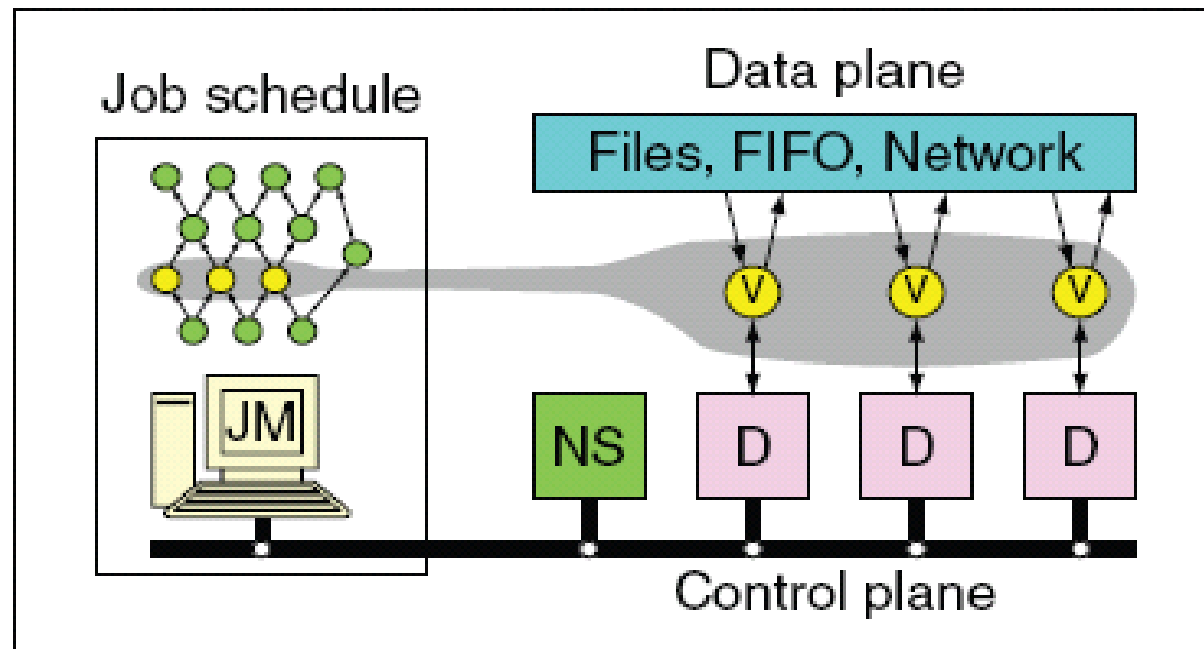 Job schedule
Data plane
Files, FIFO, Network
V V V
JM
NS D D D
Control plane